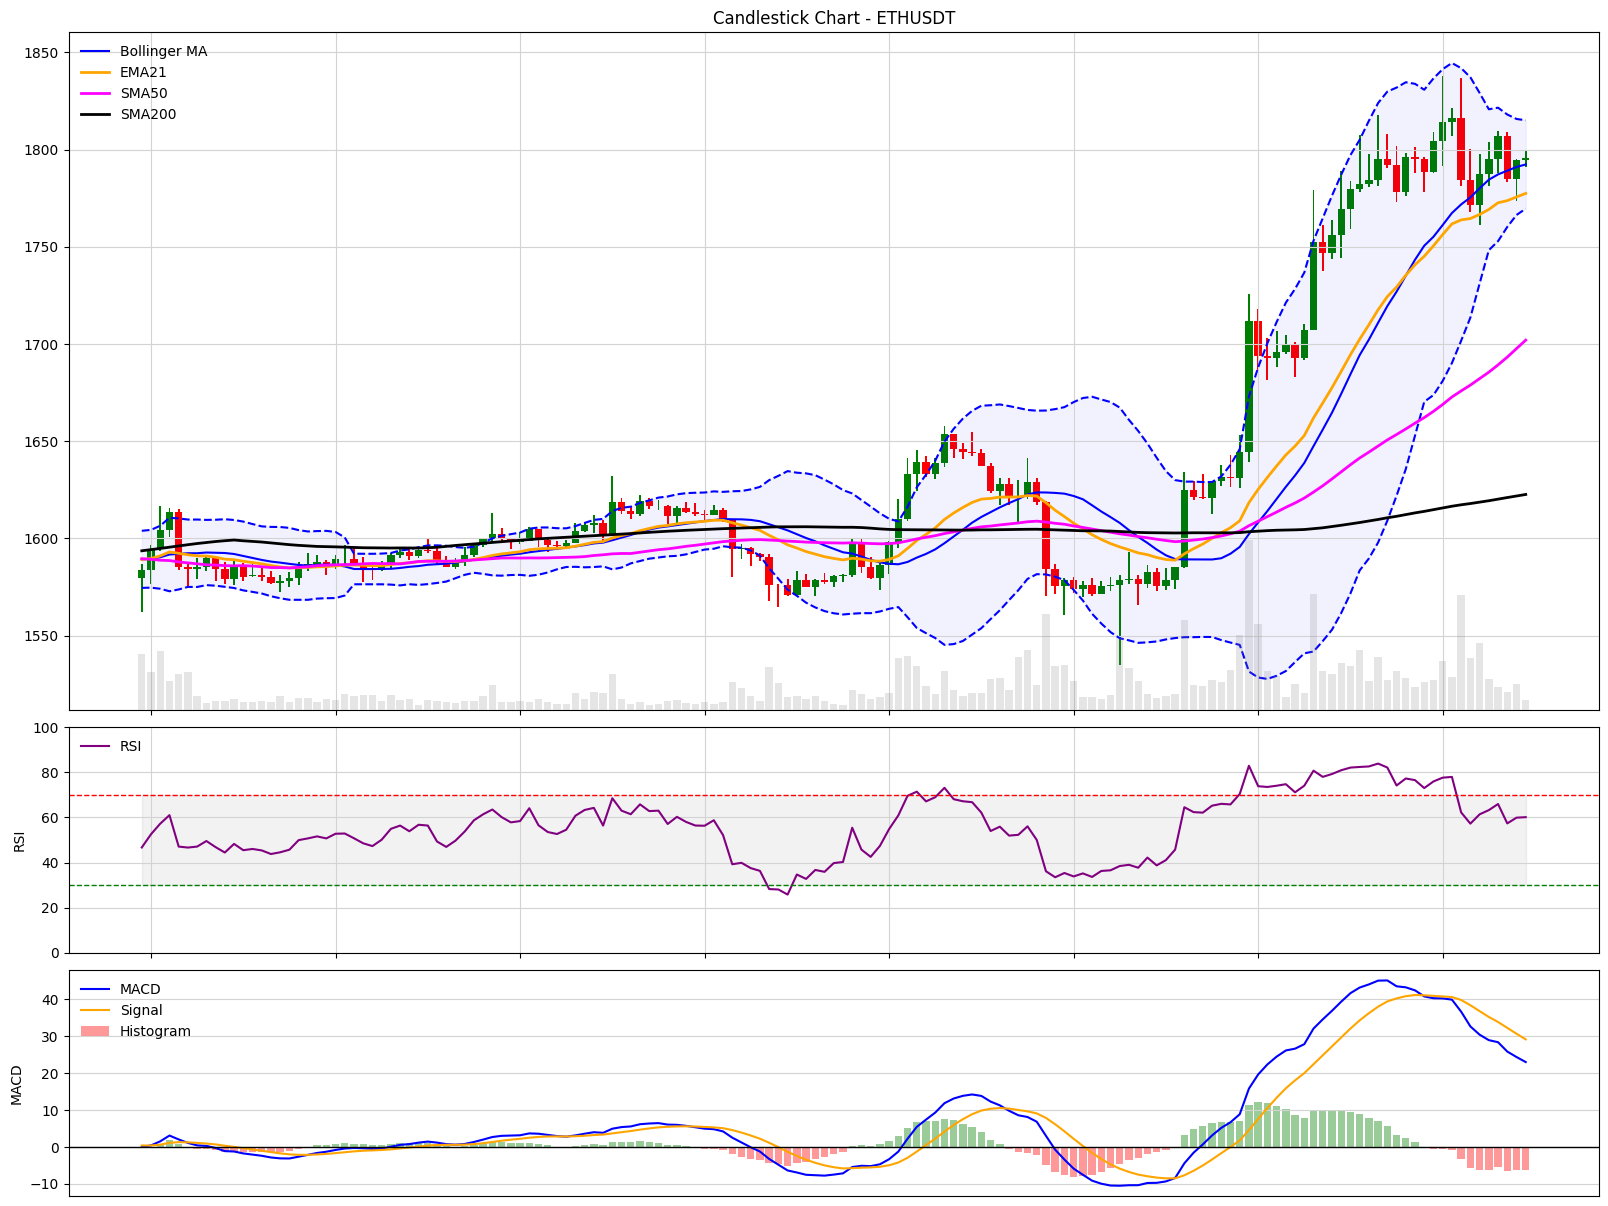 Candlestick Chart - ETHUSDT
Bollinger MA
EMA21
SMA50
SMA200
1850
1800
1750
1700
1650
1600
1550
RSI
100
80
60
40
20
0
RSI
MACD
Signal
Histogram
40
30
20
10
0
−10
MACD